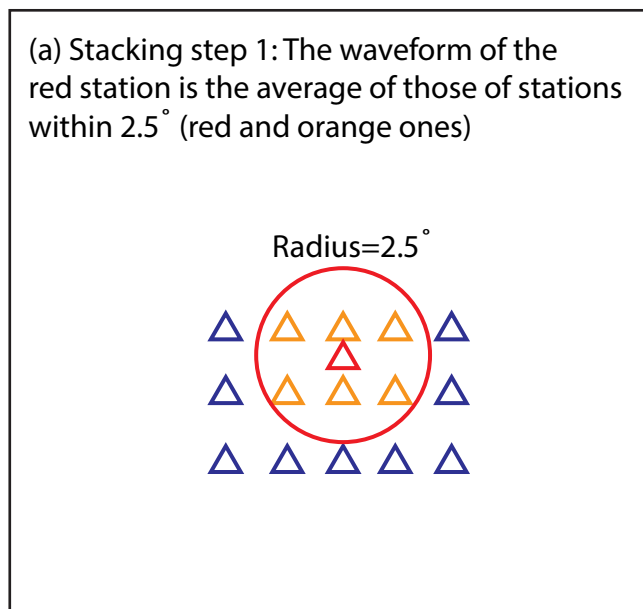 (a) Stacking step 1: The waveform of the
red station is the average of those of stations
within 2.5° (red and orange ones)
Radius=2.5°